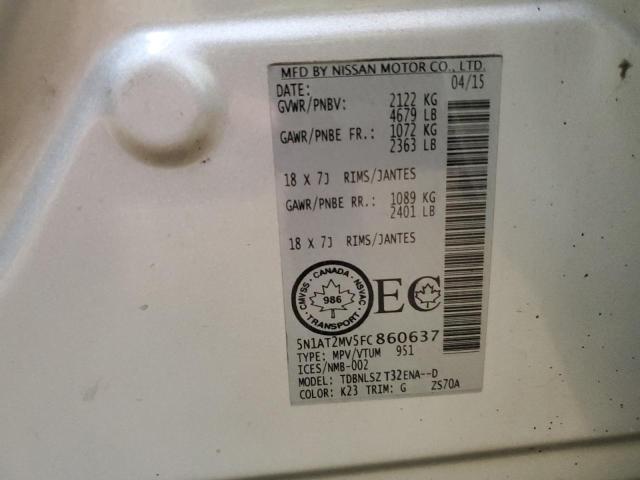 MFD BY NISSAN MOTOR CO., LTD.
DATE: 04/15
GVWR/PNBV: 2122 KG
4679 LB
GAWR/PNBE FR.: 1072 KG
2363 LB
18 X 7J RIMS/JANTES
GAWR/PNBE RR.: 1089 KG
2401 LB
18 X 7J RIMS/JANTES
CANADA
CMVSS NSVAC
986
TRANSPORT
EC
5N1AT2MV5FC860637
TYPE: MPV/VTUM 951
ICES/NMB-002
MODEL: TDBNLSZ T32ENA--D
COLOR: K23 TRIM: G ZS70A